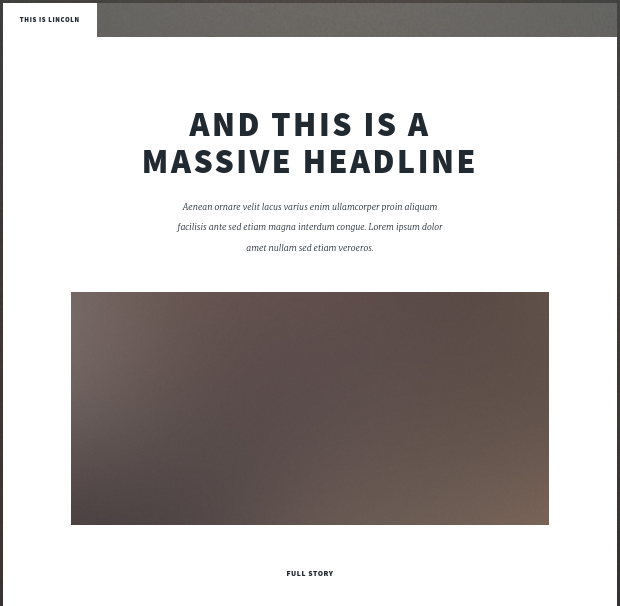 THIS IS LINCOLN
AND THIS IS A
MASSIVE HEADLINE
Aenean ornare velit lacus varius enim ullamcorper proin aliquam
facilisis ante sed etiam magna interdum congue. Lorem ipsum dolor
amet nullam sed etiam veroeros.
FULL STORY